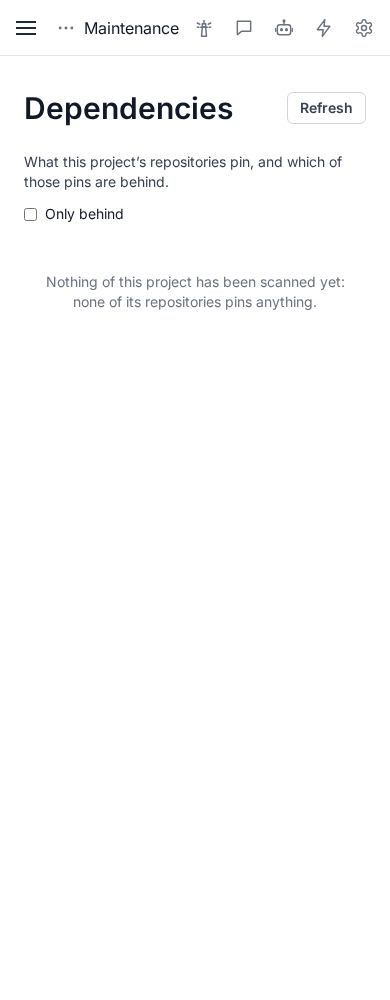 Maintenance
Dependencies
Refresh
What this project’s repositories pin, and which of
those pins are behind.
Only behind
Nothing of this project has been scanned yet:
none of its repositories pins anything.